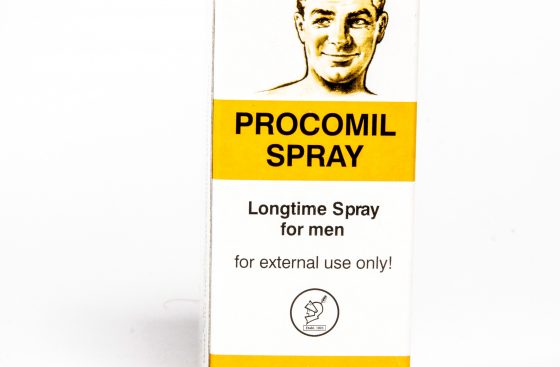 PROCOMIL
SPRAY
Longtime Spray
for men
for external use only!